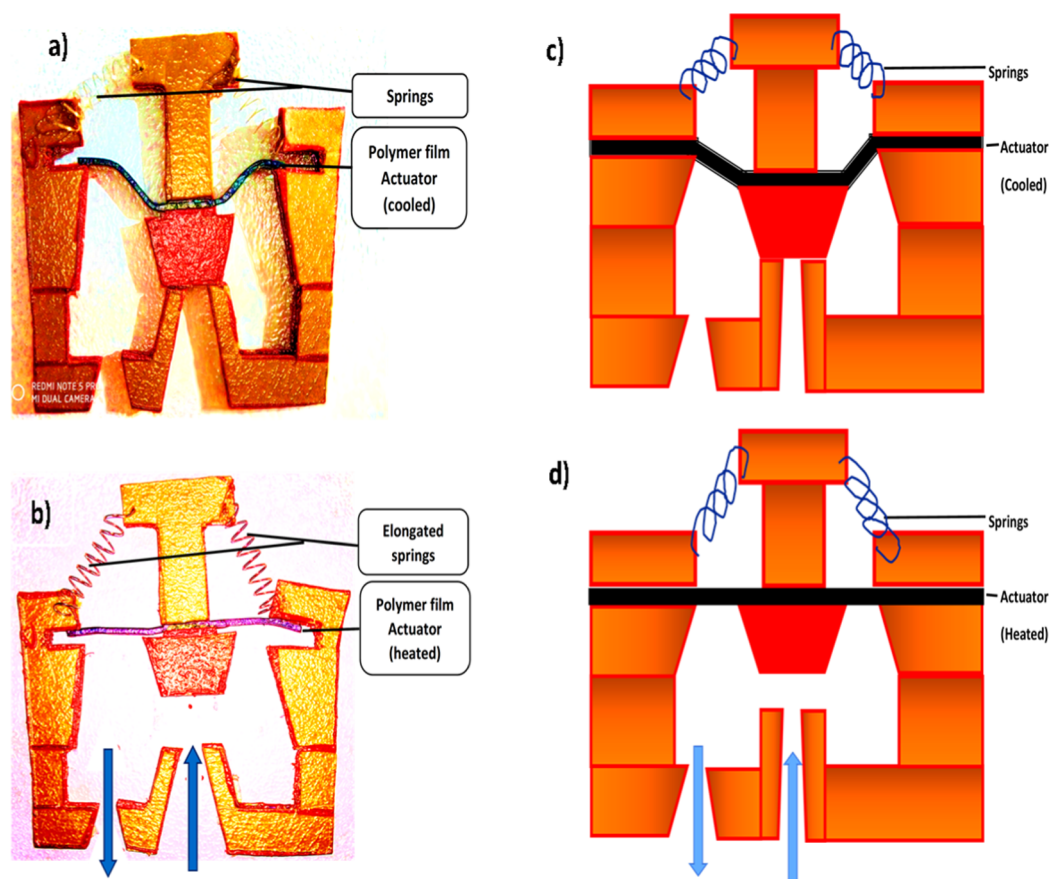 a)
Springs
Polymer film
Actuator
(cooled)
REDMI NOTE 5 PR
MI DUAL CAMERA
c)
Springs
Actuator
(Cooled)
b)
Elongated
springs
Polymer film
Actuator
(heated)
d)
Springs
Actuator
(Heated)